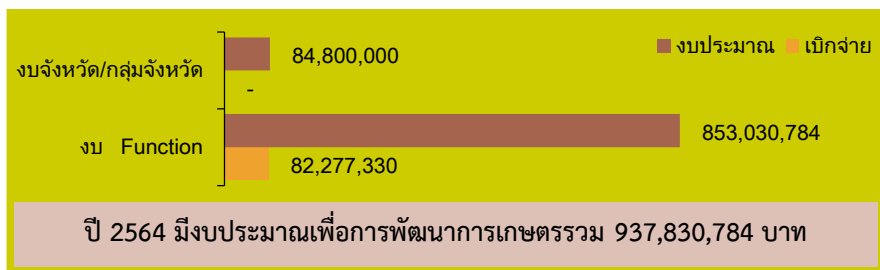 งบประมาณ เบิกจ่าย
งบจังหวัด/กลุ่มจังหวัด
84,800,000
-
งบ Function
853,030,784
82,277,330
ปี 2564 มีงบประมาณเพื่อการพัฒนาการเกษตรรวม 937,830,784 บาท